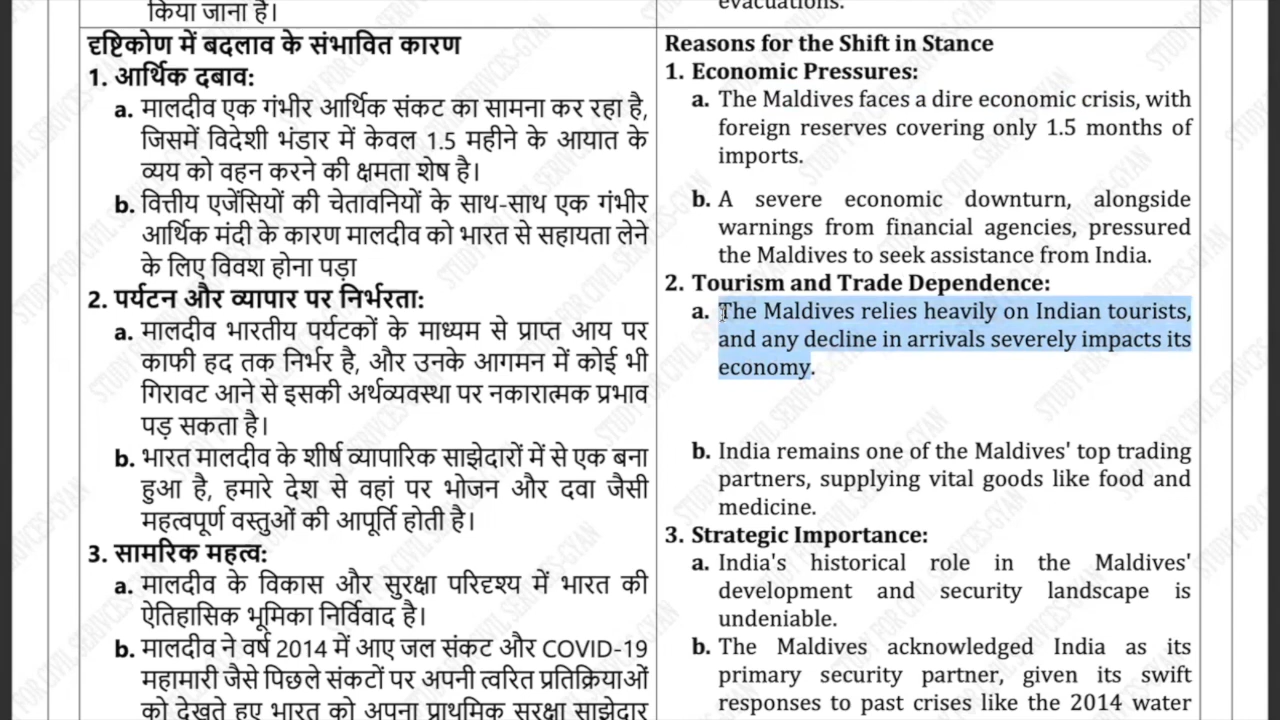 किया जाना है।
दृष्टिकोण में बदलाव के संभावित कारण
1. आर्थिक दबाव:
a. मालदीव एक गंभीर आर्थिक संकट का सामना कर रहा है,
जिसमें विदेशी भंडार में केवल 1.5 महीने के आयात के
व्यय को वहन करने की क्षमता शेष है।
b. वित्तीय एजेंसियों की चेतावनियों के साथ-साथ एक गंभीर
आर्थिक मंदी के कारण मालदीव को भारत से सहायता लेने
के लिए विवश होना पड़ा
2. पर्यटन और व्यापार पर निर्भरता:
a. मालदीव भारतीय पर्यटकों के माध्यम से प्राप्त आय पर
काफी हद तक निर्भर है, और उनके आगमन में कोई भी
गिरावट आने से इसकी अर्थव्यवस्था पर नकारात्मक प्रभाव
पड़ सकता है।
b. भारत मालदीव के शीर्ष व्यापारिक साझेदारों में से एक बना
हुआ है, हमारे देश से वहां पर भोजन और दवा जैसी
महत्वपूर्ण वस्तुओं की आपूर्ति होती है।
3. सामरिक महत्व:
a. मालदीव के विकास और सुरक्षा परिदृश्य में भारत की
ऐतिहासिक भूमिका निर्विवाद है।
b. मालदीव ने वर्ष 2014 में आए जल संकट और COVID-19
महामारी जैसे पिछले संकटों पर अपनी त्वरित प्रतिक्रियाओं
को देखते हुए भारत को अपना प्राथमिक सुरक्षा साझेदार
evacuations.
Reasons for the Shift in Stance
1. Economic Pressures:
a. The Maldives faces a dire economic crisis, with
foreign reserves covering only 1.5 months of
imports.
b. A severe economic downturn, alongside
warnings from financial agencies, pressured
the Maldives to seek assistance from India.
2. Tourism and Trade Dependence:
a. The Maldives relies heavily on Indian tourists,
and any decline in arrivals severely impacts its
economy.
b. India remains one of the Maldives' top trading
partners, supplying vital goods like food and
medicine.
3. Strategic Importance:
a. India's historical role in the Maldives'
development and security landscape is
undeniable.
b. The Maldives acknowledged India as its
primary security partner, given its swift
responses to past crises like the 2014 water